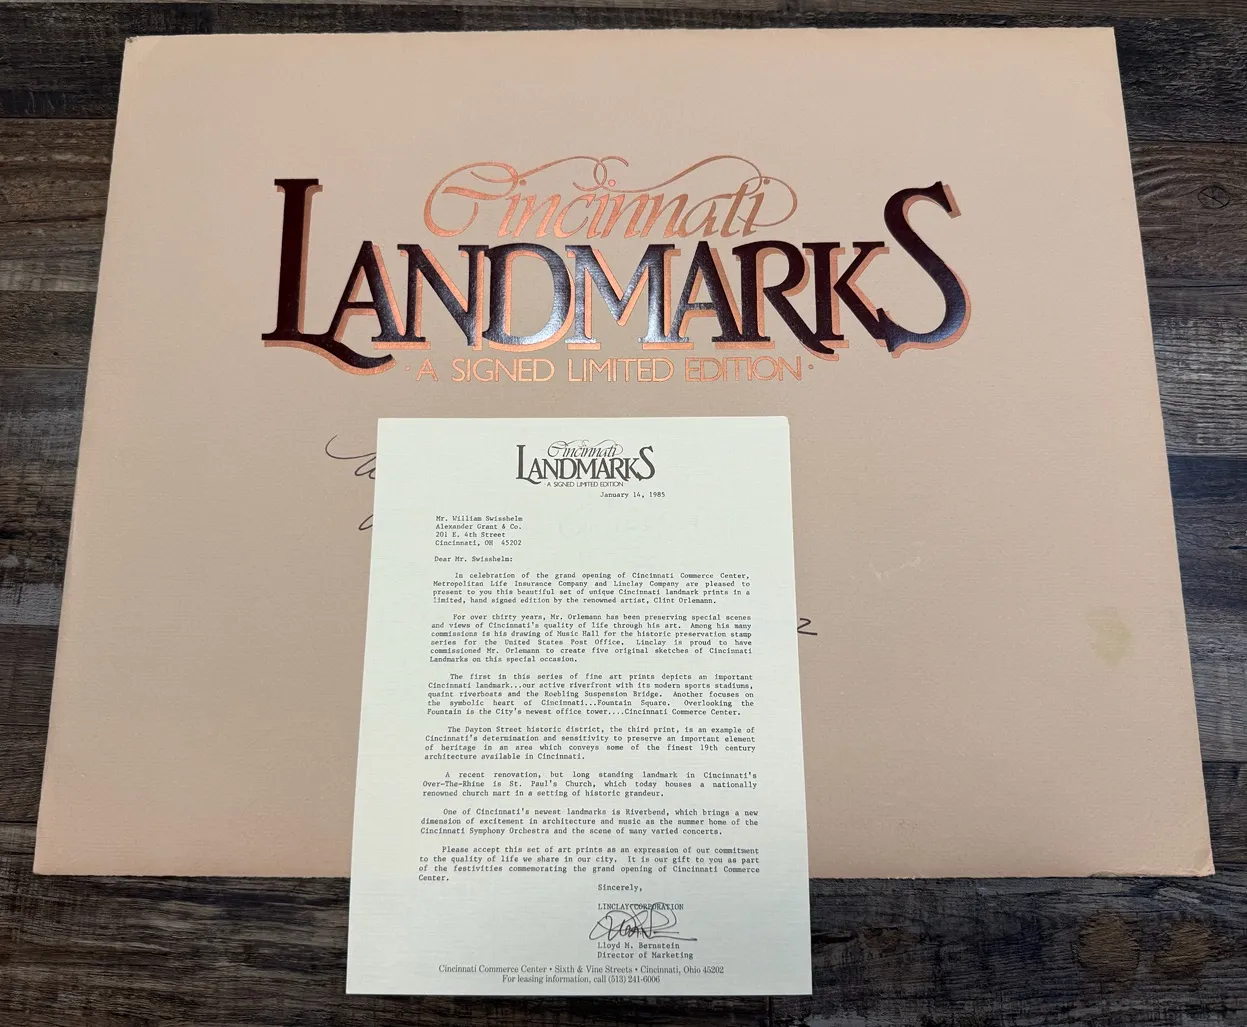 Cincinnati
LANDMARKS
· A SIGNED LIMITED EDITION ·
Cincinnati
LANDMARKS
A SIGNED LIMITED EDITION
January 14, 1985
Mr. William Swisshelm
Alexander Grant & Co.
201 E. 4th Street
Cincinnati, OH 45202
Dear Mr. Swisshelm:
In celebration of the grand opening of Cincinnati Commerce Center,
Metropolitan Life Insurance Company and Linclay Company are pleased to
present to you this beautiful set of unique Cincinnati landmark prints in a
limited, hand signed edition by the renowned artist, Clint Orlemann.
For over thirty years, Mr. Orlemann has been preserving special scenes
and views of Cincinnati's quality of life through his art. Among his many
commissions is his drawing of Music Hall for the historic preservation stamp
series for the United States Post Office. Linclay is proud to have
commissioned Mr. Orlemann to create five original sketches of Cincinnati
Landmarks on this special occasion.
The first in this series of fine art prints depicts an important
Cincinnati landmark...our active riverfront with its modern sports stadiums,
quaint riverboats and the Roebling Suspension Bridge. Another focuses on
the symbolic heart of Cincinnati...Fountain Square. Overlooking the
Fountain is the City's newest office tower....Cincinnati Commerce Center.
The Dayton Street historic district, the third print, is an example of
Cincinnati's determination and sensitivity to preserve an important element
of heritage in an area which conveys some of the finest 19th century
architecture available in Cincinnati.
A recent renovation, but long standing landmark in Cincinnati's
Over-The-Rhine is St. Paul's Church, which today houses a nationally
renowned church mart in a setting of historic grandeur.
One of Cincinnati's newest landmarks is Riverbend, which brings a new
dimension of excitement in architecture and music as the summer home of the
Cincinnati Symphony Orchestra and the scene of many varied concerts.
Please accept this set of art prints as an expression of our commitment
to the quality of life we share in our city. It is our gift to you as part
of the festivities commemorating the grand opening of Cincinnati Commerce
Center.
Sincerely,
LINCLAY CORPORATION
Lloyd M. Bernstein
Director of Marketing
Cincinnati Commerce Center • Sixth & Vine Streets • Cincinnati, Ohio 45202
For leasing information, call (513) 241-6006